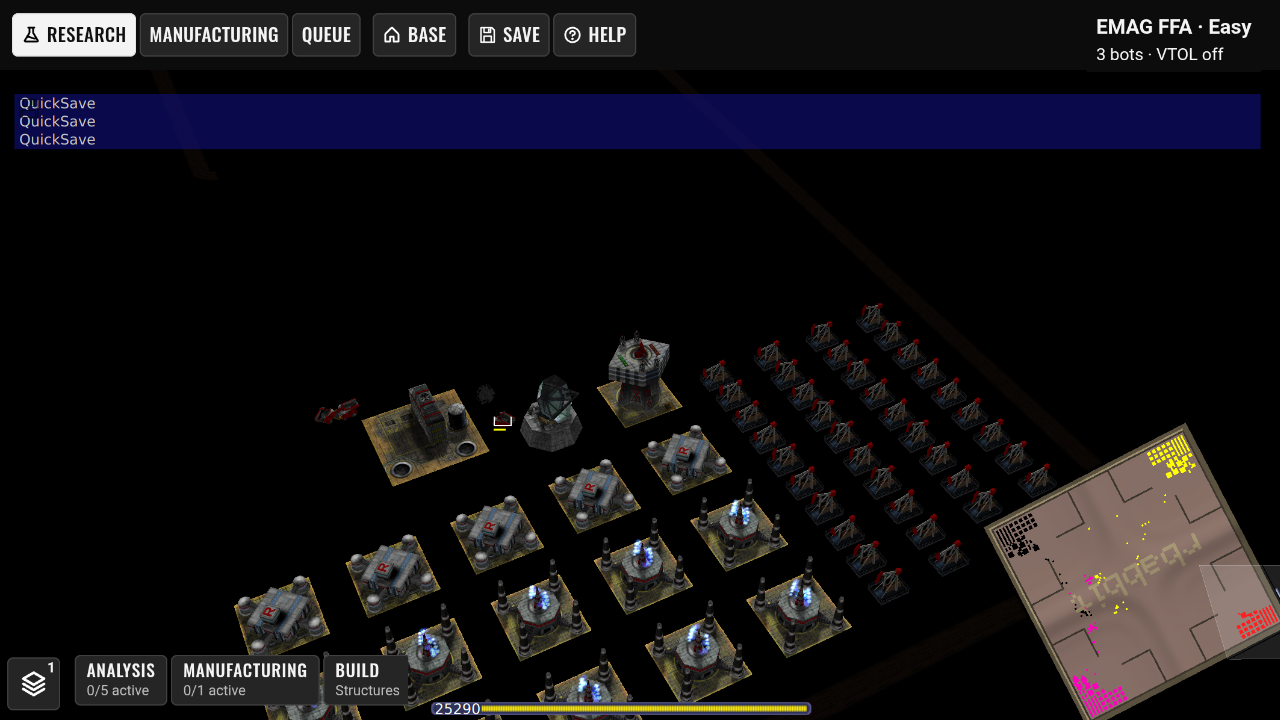 RESEARCH
MANUFACTURING
QUEUE
BASE
SAVE
HELP
EMAG FFA · Easy
3 bots · VTOL off
QuickSave
QuickSave
QuickSave
R
R
R
R
R
1
ANALYSIS
0/5 active
MANUFACTURING
0/1 active
BUILD
Structures
25290